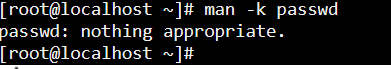 [root@localhost ~]# man -k passwd
passwd: nothing appropriate.
[root@localhost ~]#